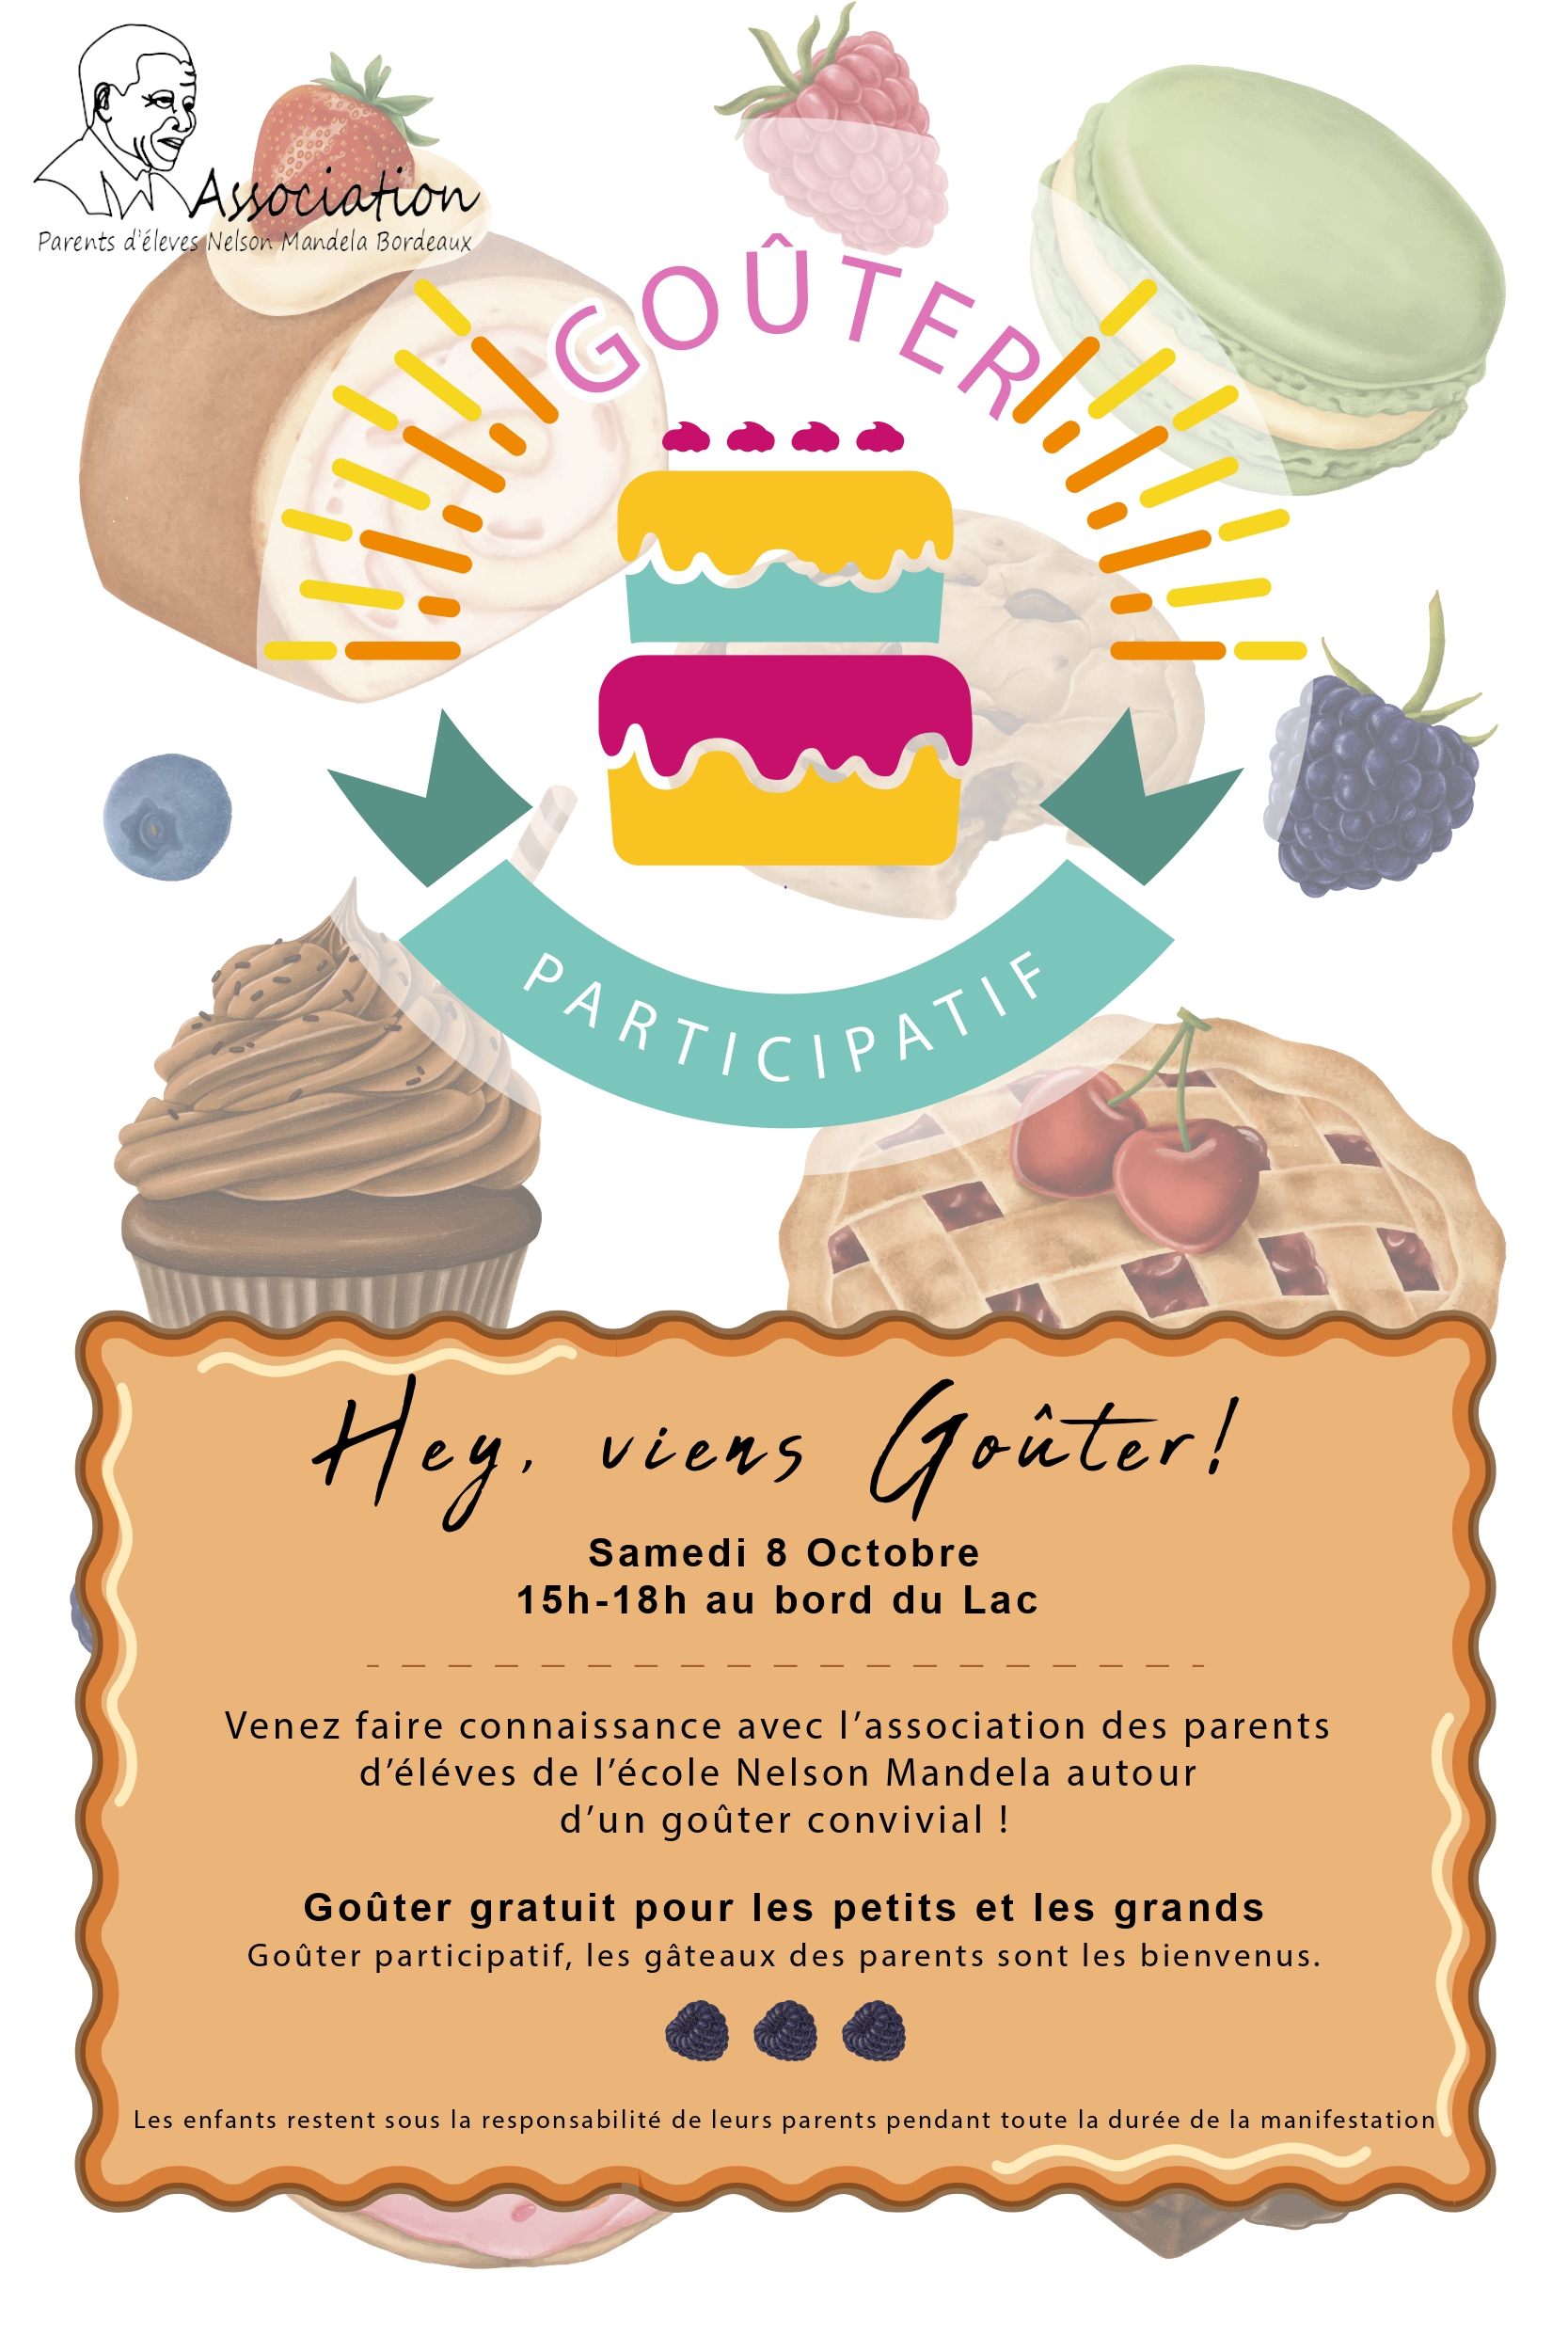 Association
Parents d'éleves Nelson Mandela Bordeaux
GOÛTER
PARTICIPATIF
Hey, viens Goûter!
Samedi 8 Octobre
15h-18h au bord du Lac
Venez faire connaissance avec l’association des parents
d’éléves de l’école Nelson Mandela autour
d’un goûter convivial !
Goûter gratuit pour les petits et les grands
Goûter participatif, les gâteaux des parents sont les bienvenus.
Les enfants restent sous la responsabilité de leurs parents pendant toute la durée de la manifestation